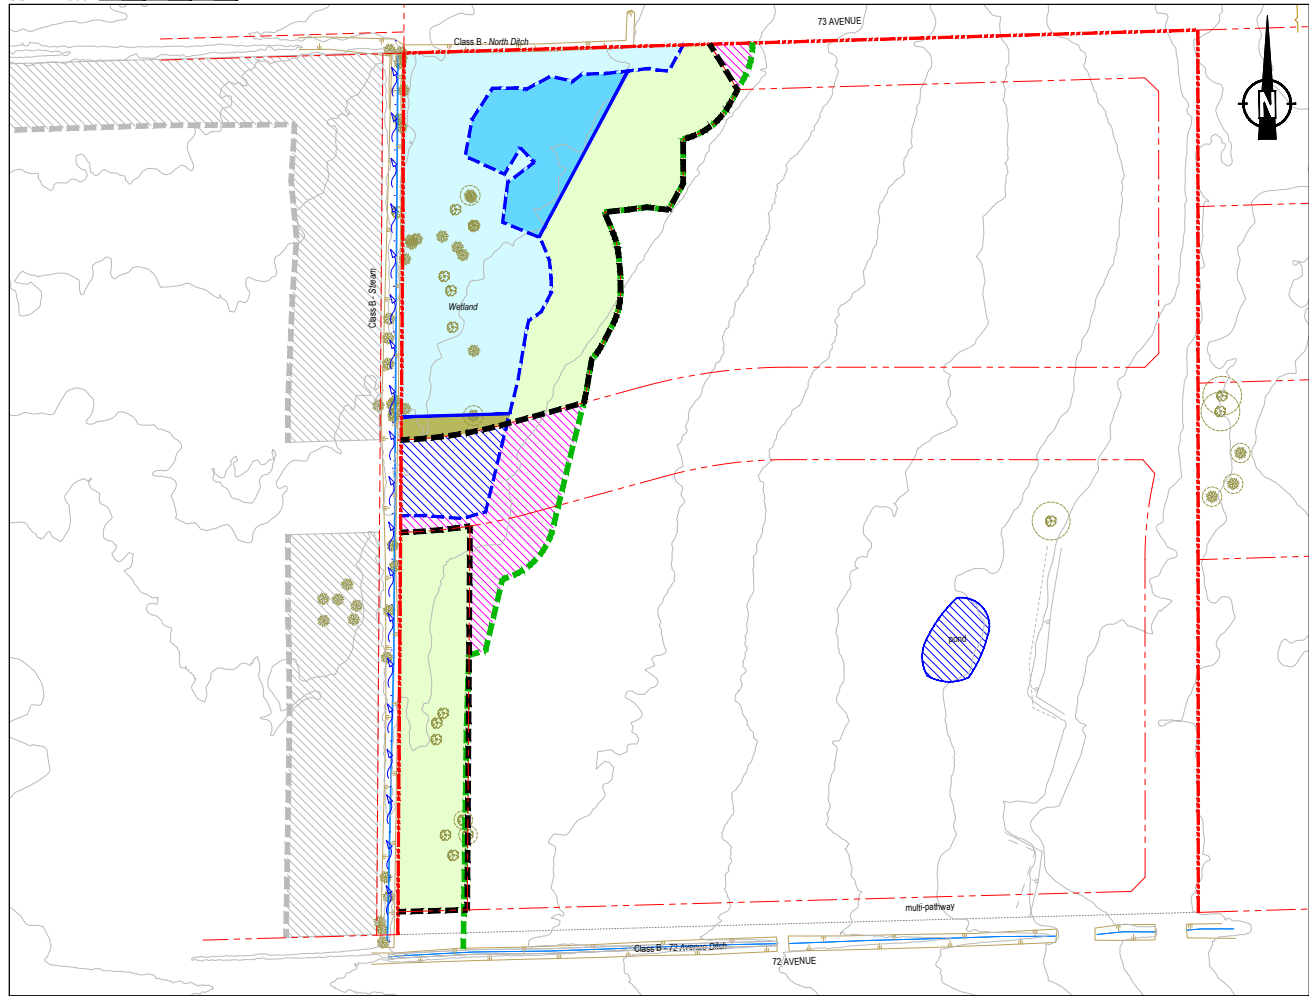 73 AVENUE
Class B - North Ditch
N
Class B - Stream
Wetland
pond
multi-pathway
Class B - 72 Avenue Ditch
72 AVENUE